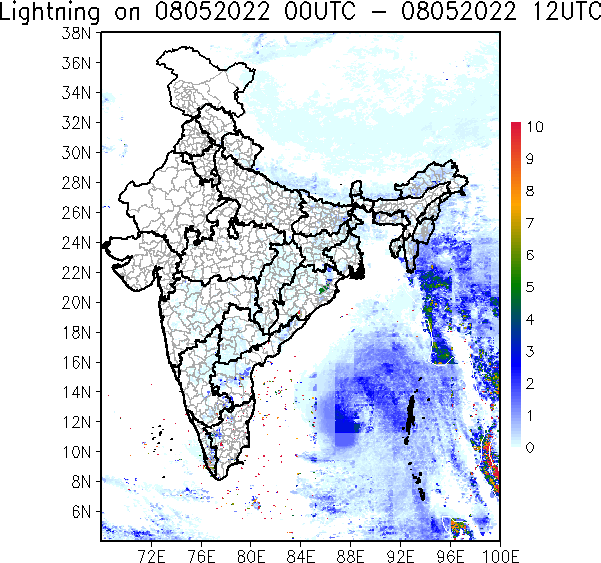 Lightning on 08052022 00UTC – 08052022 12UTC
38N
36N
34N
32N
30N
28N
26N
24N
22N
20N
18N
16N
14N
12N
10N
8N
6N
72E 76E 80E 84E 88E 92E 96E 100E
10
9
8
7
6
5
4
3
2
1
0